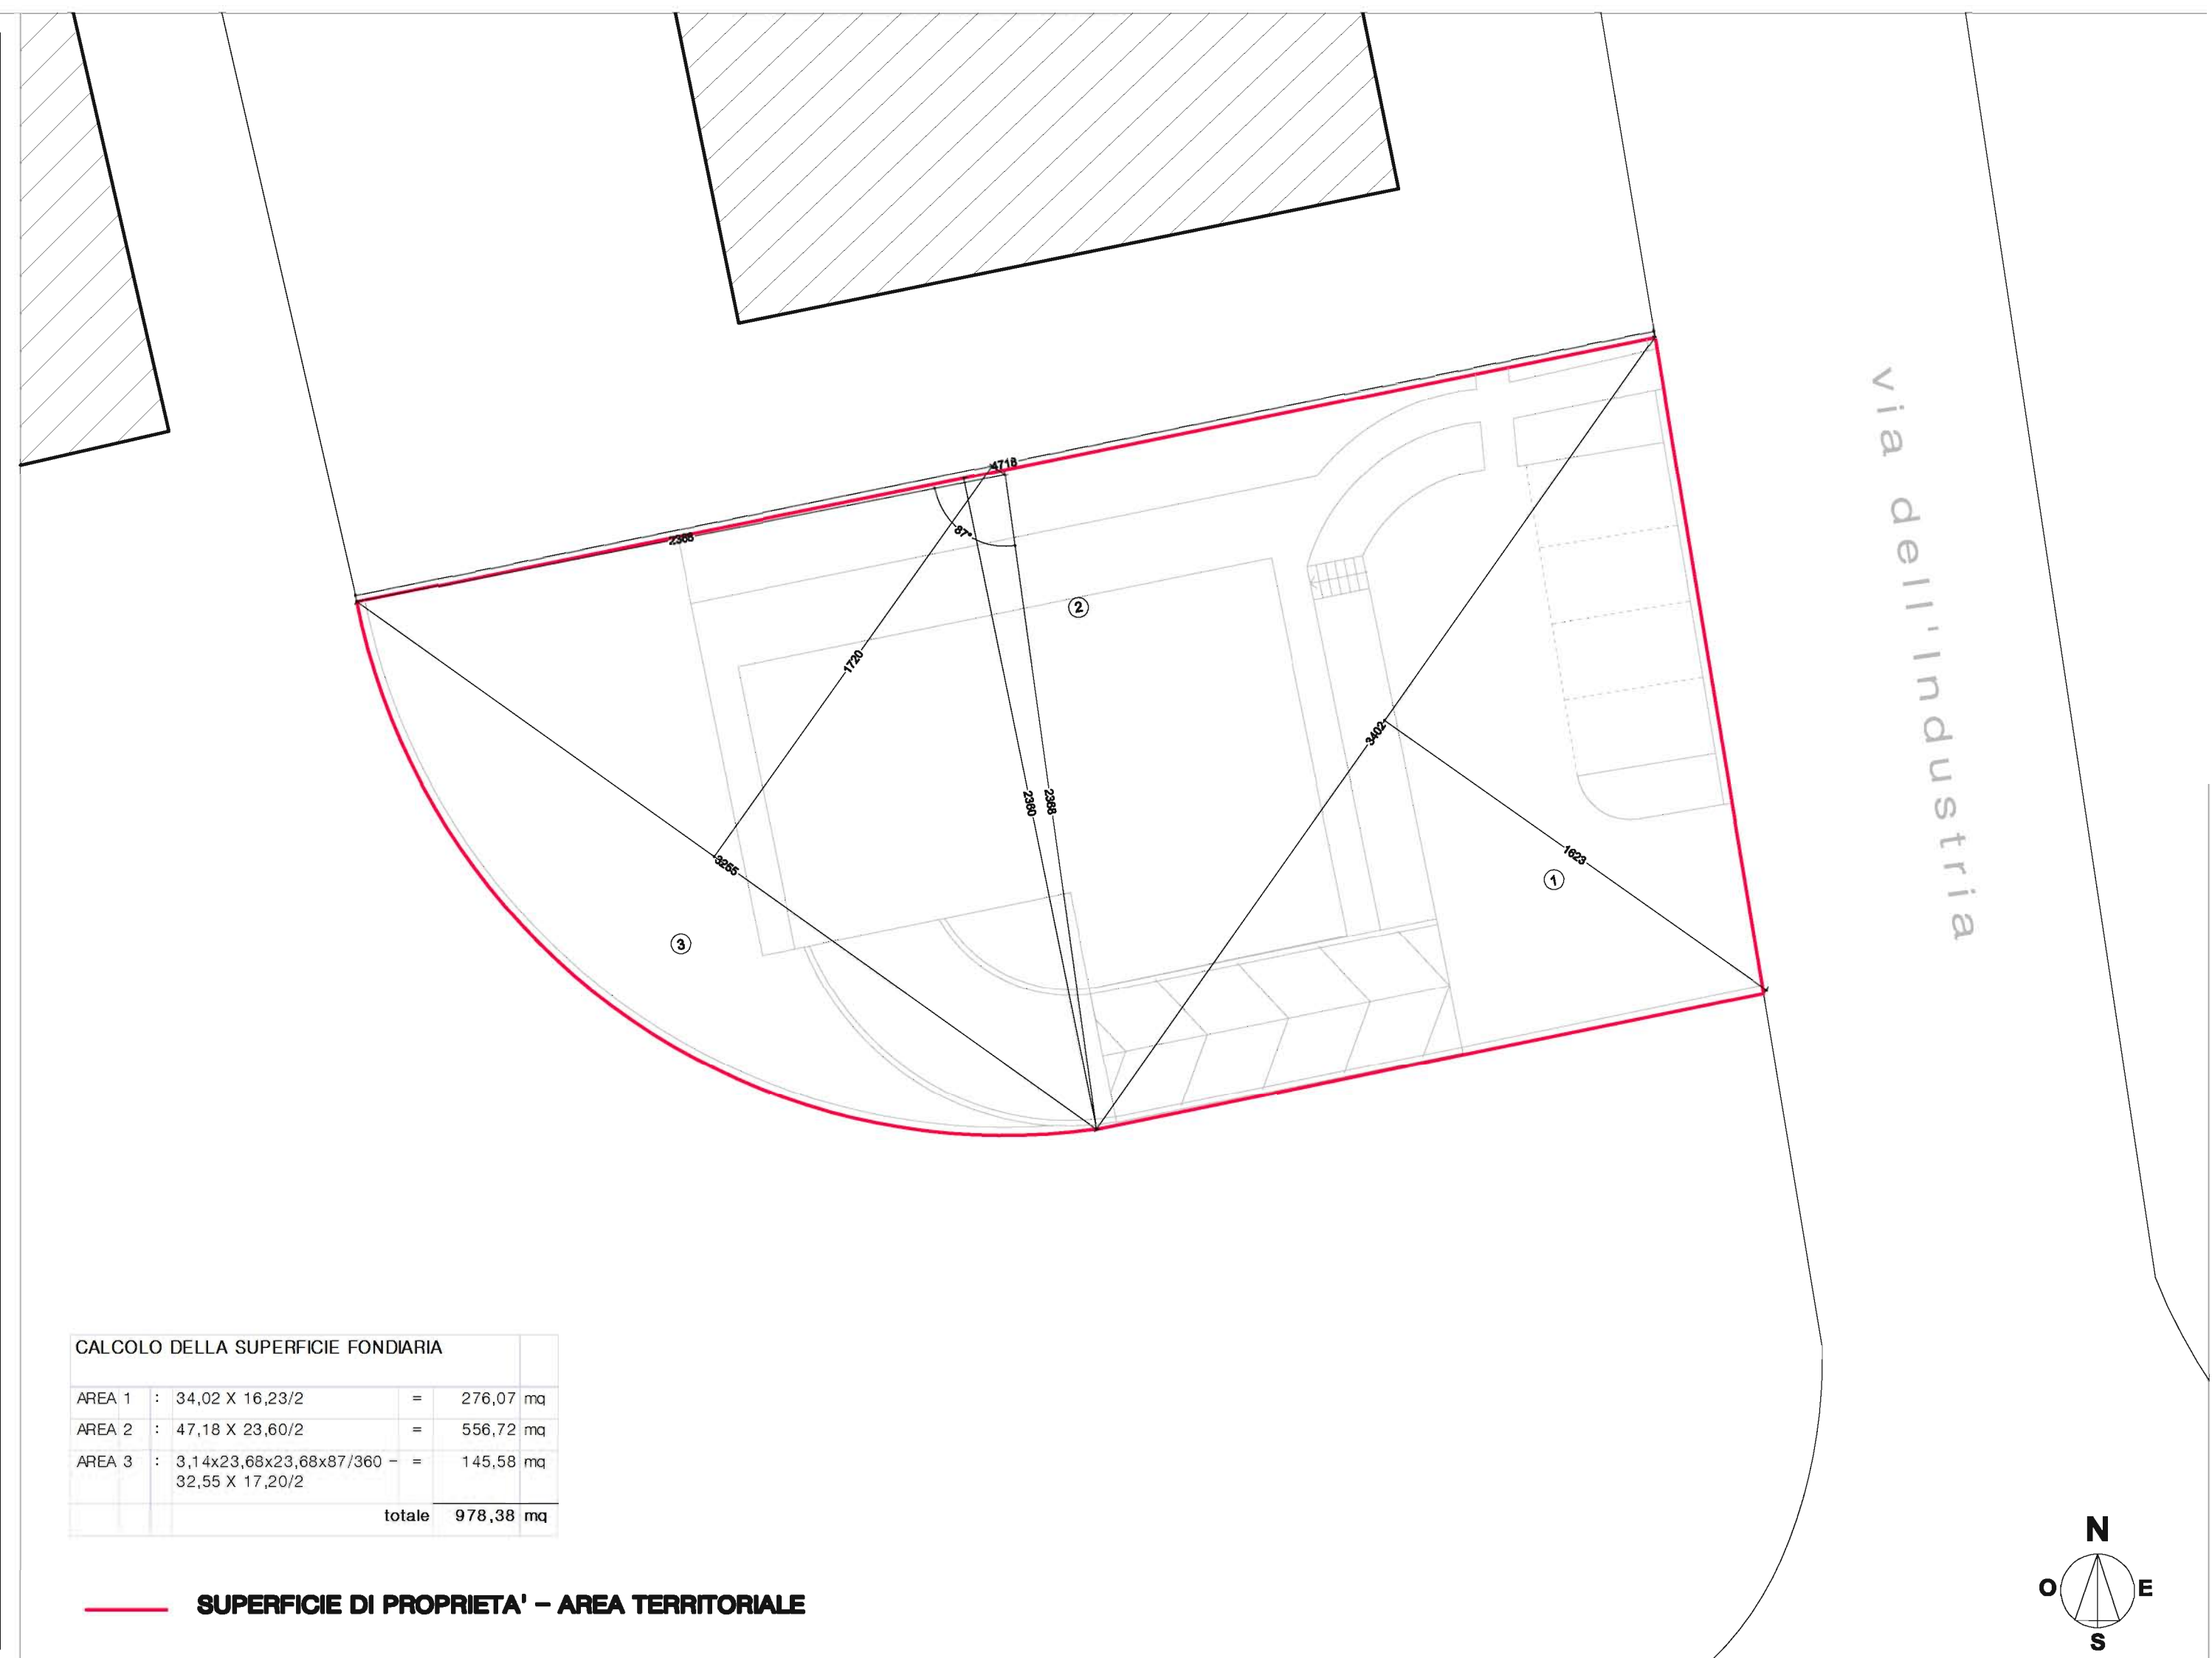 4718
2368
87°
via dell'Industria
2
1720
3402
2360
2368
1623
3255
1
3
CALCOLO DELLA SUPERFICIE FONDIARIA
AREA 1 : 34,02 X 16,23/2 = 276,07 mq
AREA 2 : 47,18 X 23,60/2 = 556,72 mq
AREA 3 : 3,14x23,68x23,68x87/360 - = 145,58 mq
32,55 X 17,20/2
totale 978,38 mq
SUPERFICIE DI PROPRIETA' - AREA TERRITORIALE
N
O E
S